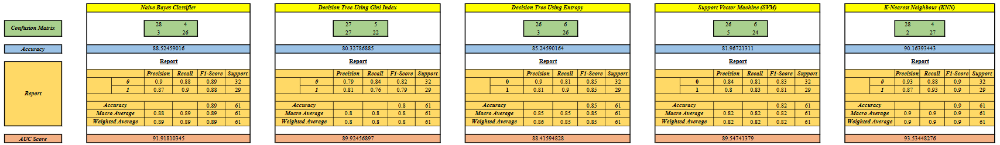 Naive Bayes Classifier Decision Tree Using Gini Index Decision Tree Using Entropy Support Vector Machine (SVM) K-Nearest Neighbour (KNN)
Confusion Matrix 28 4 27 5 26 6 26 6 28 4
3 26 27 22 3 26 5 24 2 27
Accuracy 88.52459016 80.32786885 85.24590164 81.96721311 90.16393443
Report Report Report Report Report
Precision Recall F1-Score Support Precision Recall F1-Score Support Precision Recall F1-Score Support Precision Recall F1-Score Support Precision Recall F1-Score Support
0 0.9 0.88 0.89 32 0 0.79 0.84 0.82 32 0 0.9 0.81 0.85 32 0 0.84 0.81 0.83 32 0 0.93 0.88 0.9 32
1 0.87 0.9 0.88 29 1 0.81 0.76 0.79 29 1 0.81 0.9 0.85 29 1 0.8 0.83 0.81 29 1 0.87 0.93 0.9 29
Report
Accuracy 0.89 61 Accuracy 0.8 61 Accuracy 0.85 61 Accuracy 0.82 61 Accuracy 0.9 61
Macro Average 0.88 0.89 0.89 61 Macro Average 0.8 0.8 0.8 61 Macro Average 0.85 0.85 0.85 61 Macro Average 0.82 0.82 0.82 61 Macro Average 0.9 0.9 0.9 61
Weighted Average 0.89 0.89 0.89 61 Weighted Average 0.8 0.8 0.8 61 Weighted Average 0.86 0.85 0.85 61 Weighted Average 0.82 0.82 0.82 61 Weighted Average 0.9 0.9 0.9 61
AUC Score 91.91810345 89.92456897 88.41594828 89.54741379 93.53448276